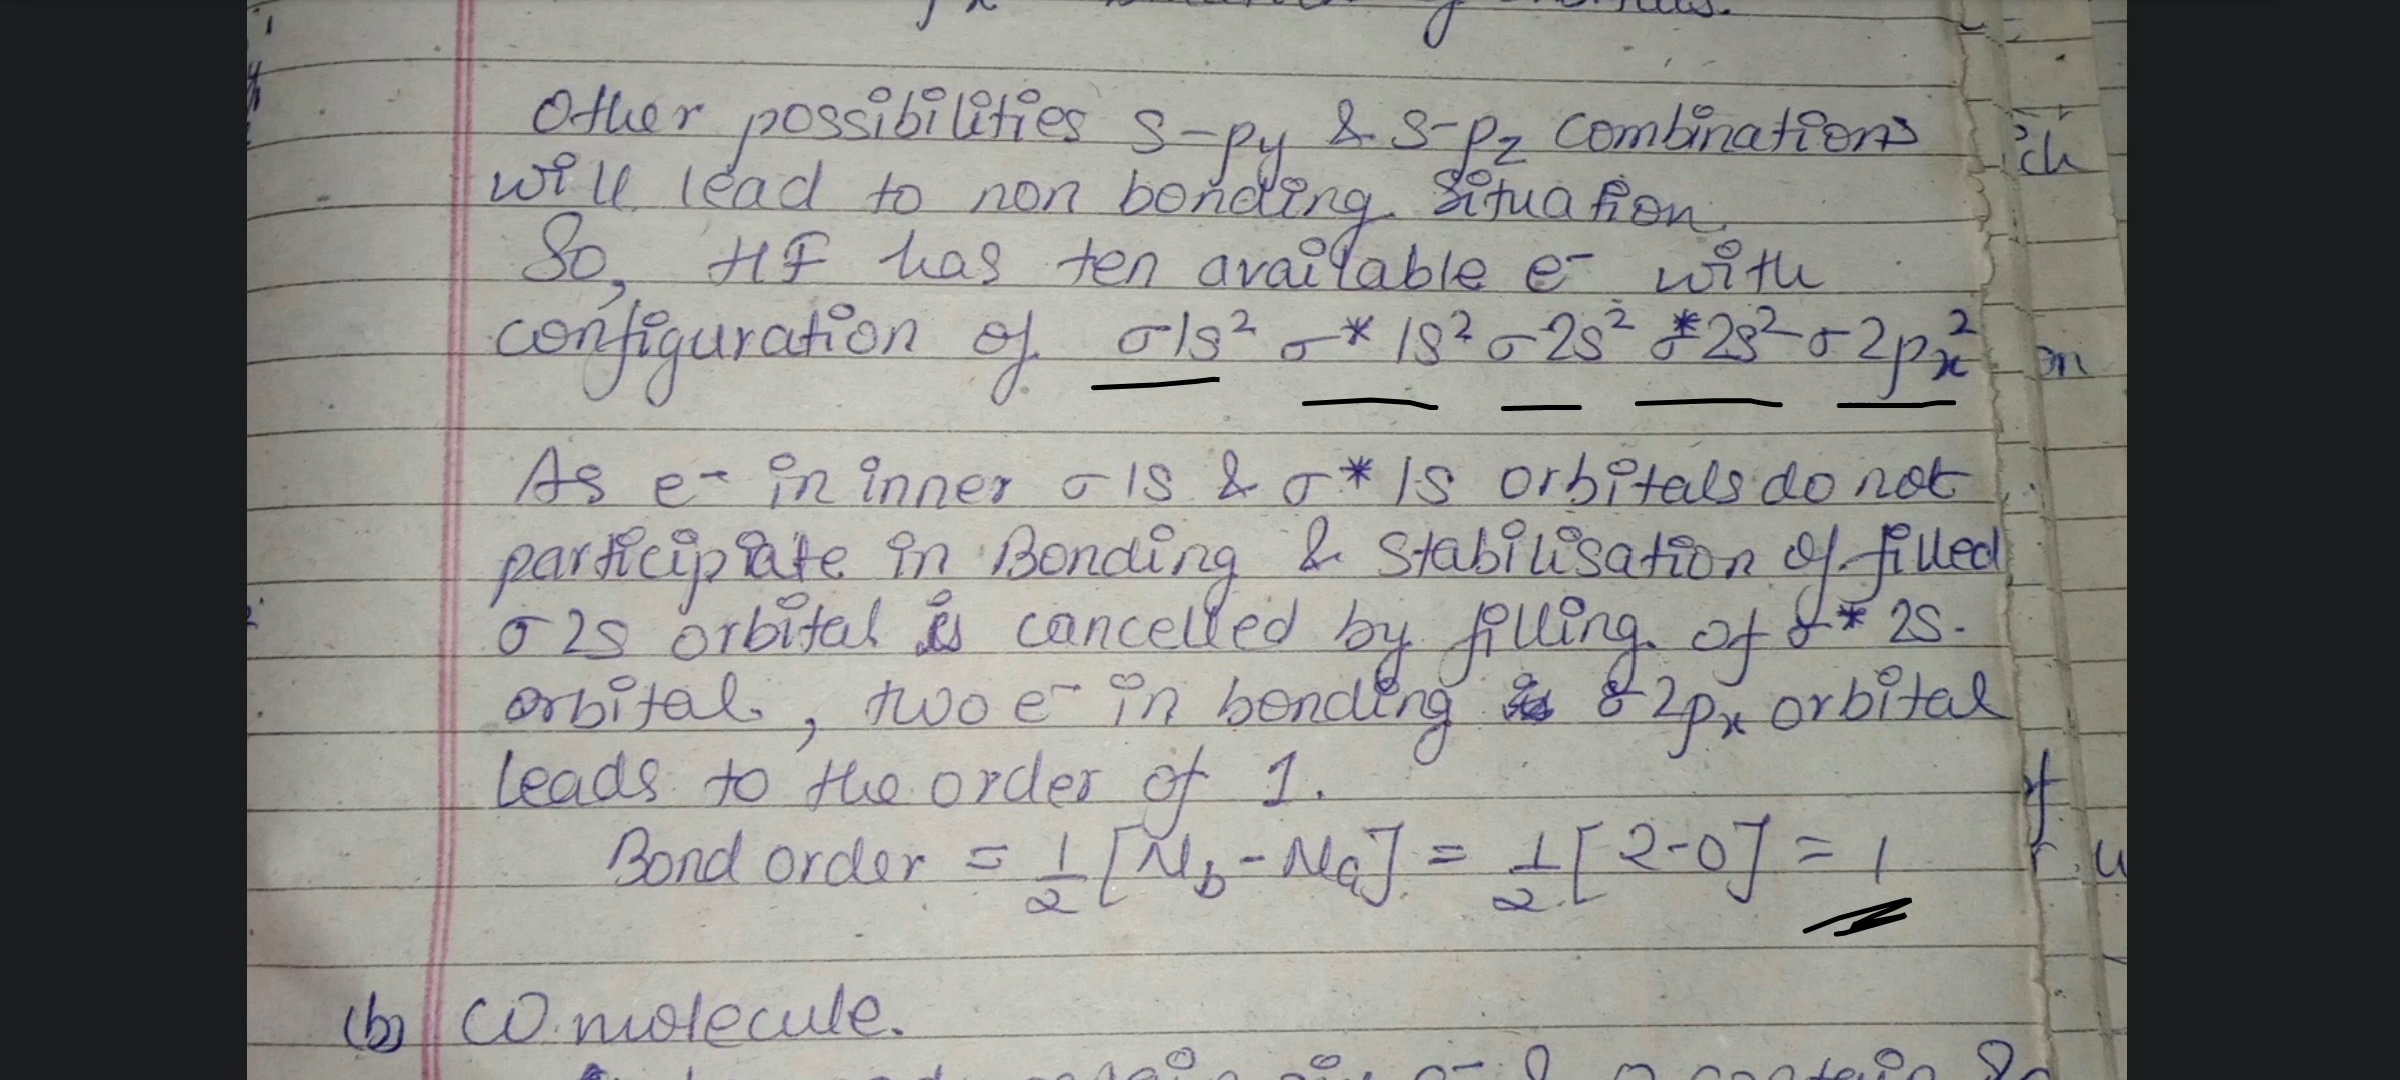 Other possibilities s-py & s-pz combinations
will lead to non bonding situation.
So, HF has ten available e⁻ with
configuration of σ1s² σ*1s² σ2s² σ*2s² σ2px²
As e⁻ in inner σ1s & σ*1s orbitals do not
participate in Bonding & Stabilisation of filled
σ2s orbital is cancelled by filling of σ*2s.
orbital, two e⁻ in bonding σ2px orbital
leads to the order of 1.
Bond order = 1/2 [Nb - Na] = 1/2 [2-0] = 1
(b) CO molecule.